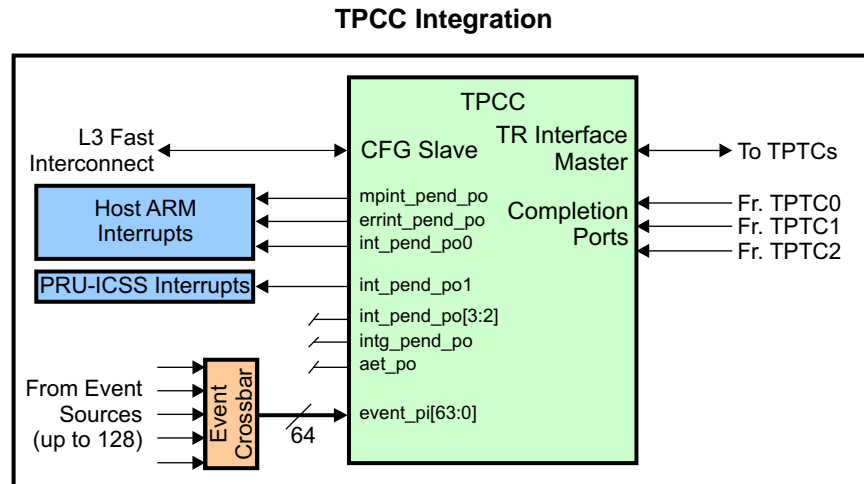 TPCC Integration
TPCC
L3 Fast
Interconnect
CFG Slave
TR Interface
Master
To TPTCs
Host ARM
Interrupts
mpint_pend_po
errint_pend_po
int_pend_po0
Completion
Ports
Fr. TPTC0
Fr. TPTC1
Fr. TPTC2
PRU-ICSS Interrupts
int_pend_po1
int_pend_po[3:2]
intg_pend_po
aet_po
From Event
Sources
(up to 128)
Event
Crossbar
64
event_pi[63:0]